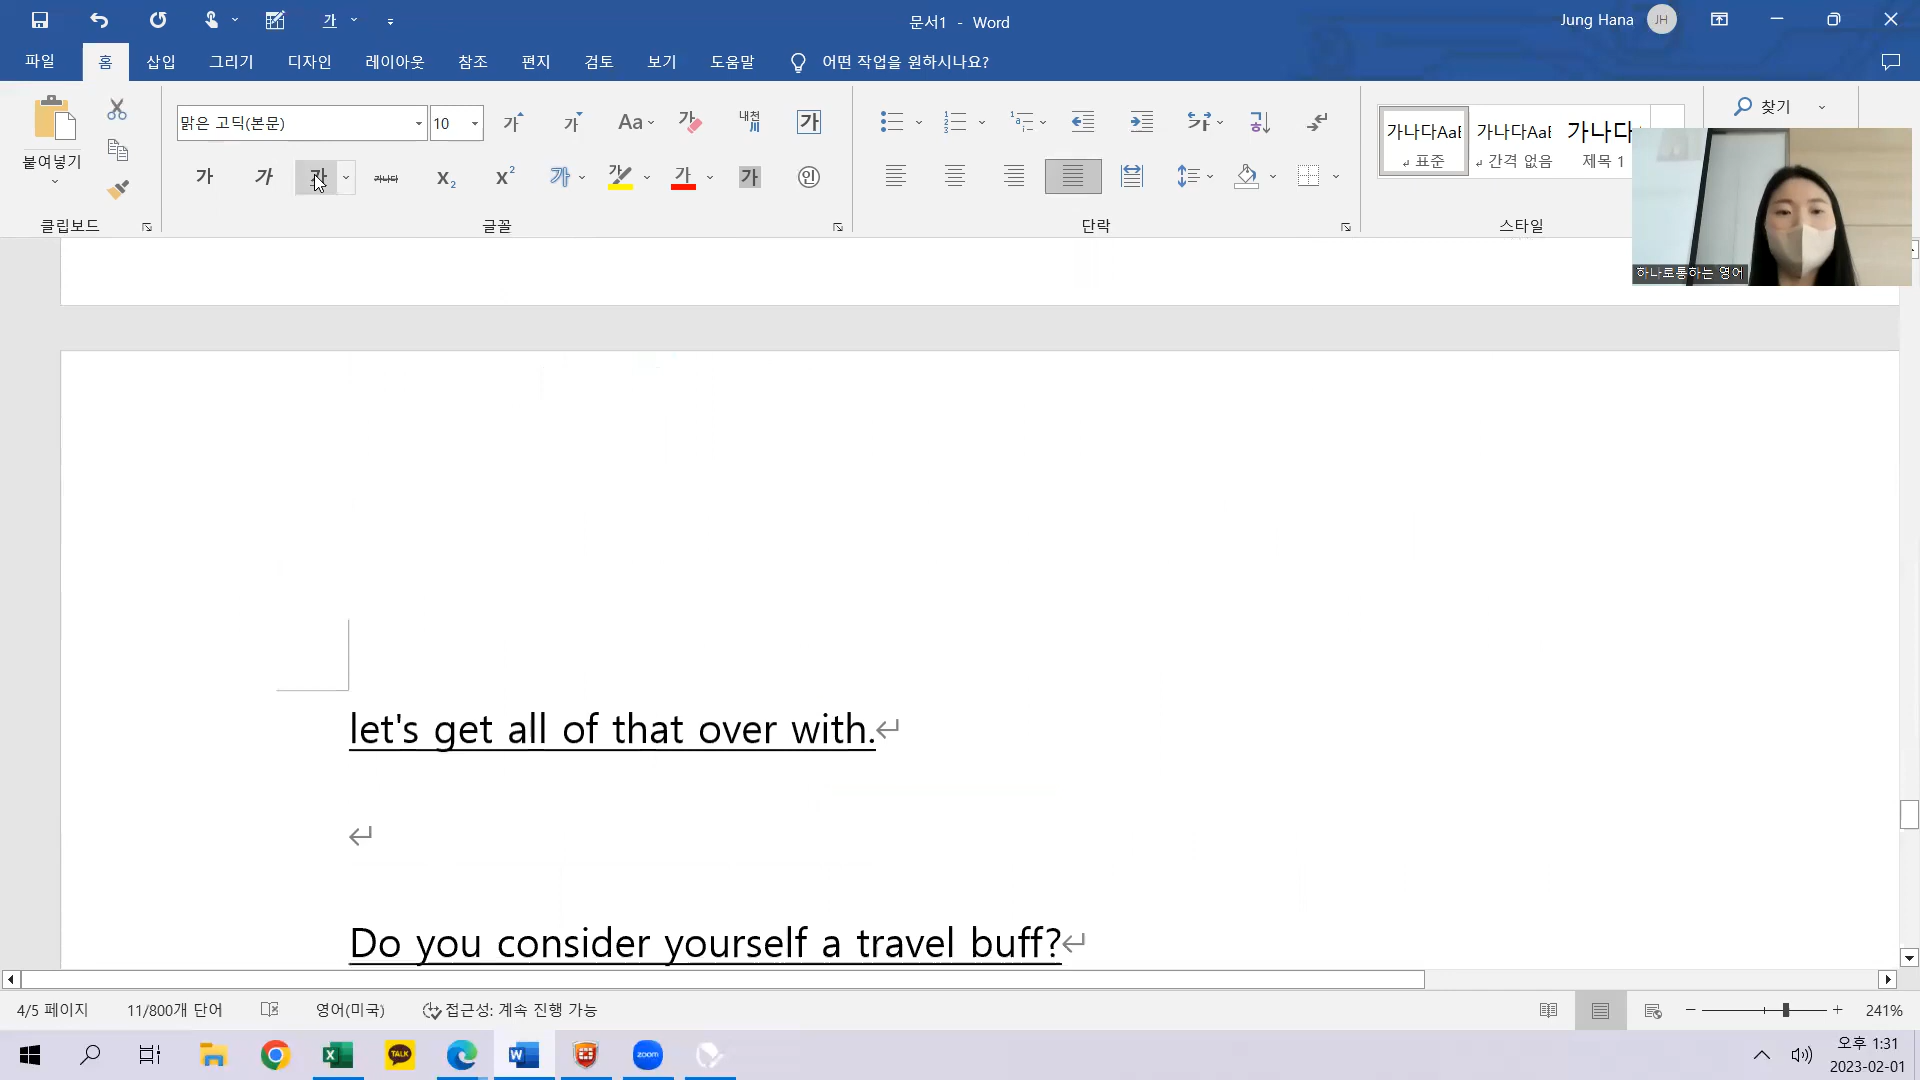 문서1 - Word
Jung Hana
JH
파일 홈 삽입 그리기 디자인 레이아웃 참조 편지 검토 보기 도움말 어떤 작업을 원하시나요?
붙여넣기
클립보드
맑은 고딕(본문) 10
글꼴
단락
가나다AaB 가나다AaB 가나다
표준 간격 없음 제목 1
스타일
찾기
하나로통하는 영어
let's get all of that over with.
Do you consider yourself a travel buff?
4/5 페이지 11/800개 단어 영어(미국) 접근성: 계속 진행 가능 241%
TALK
zoom
오후 1:31
2023-02-01